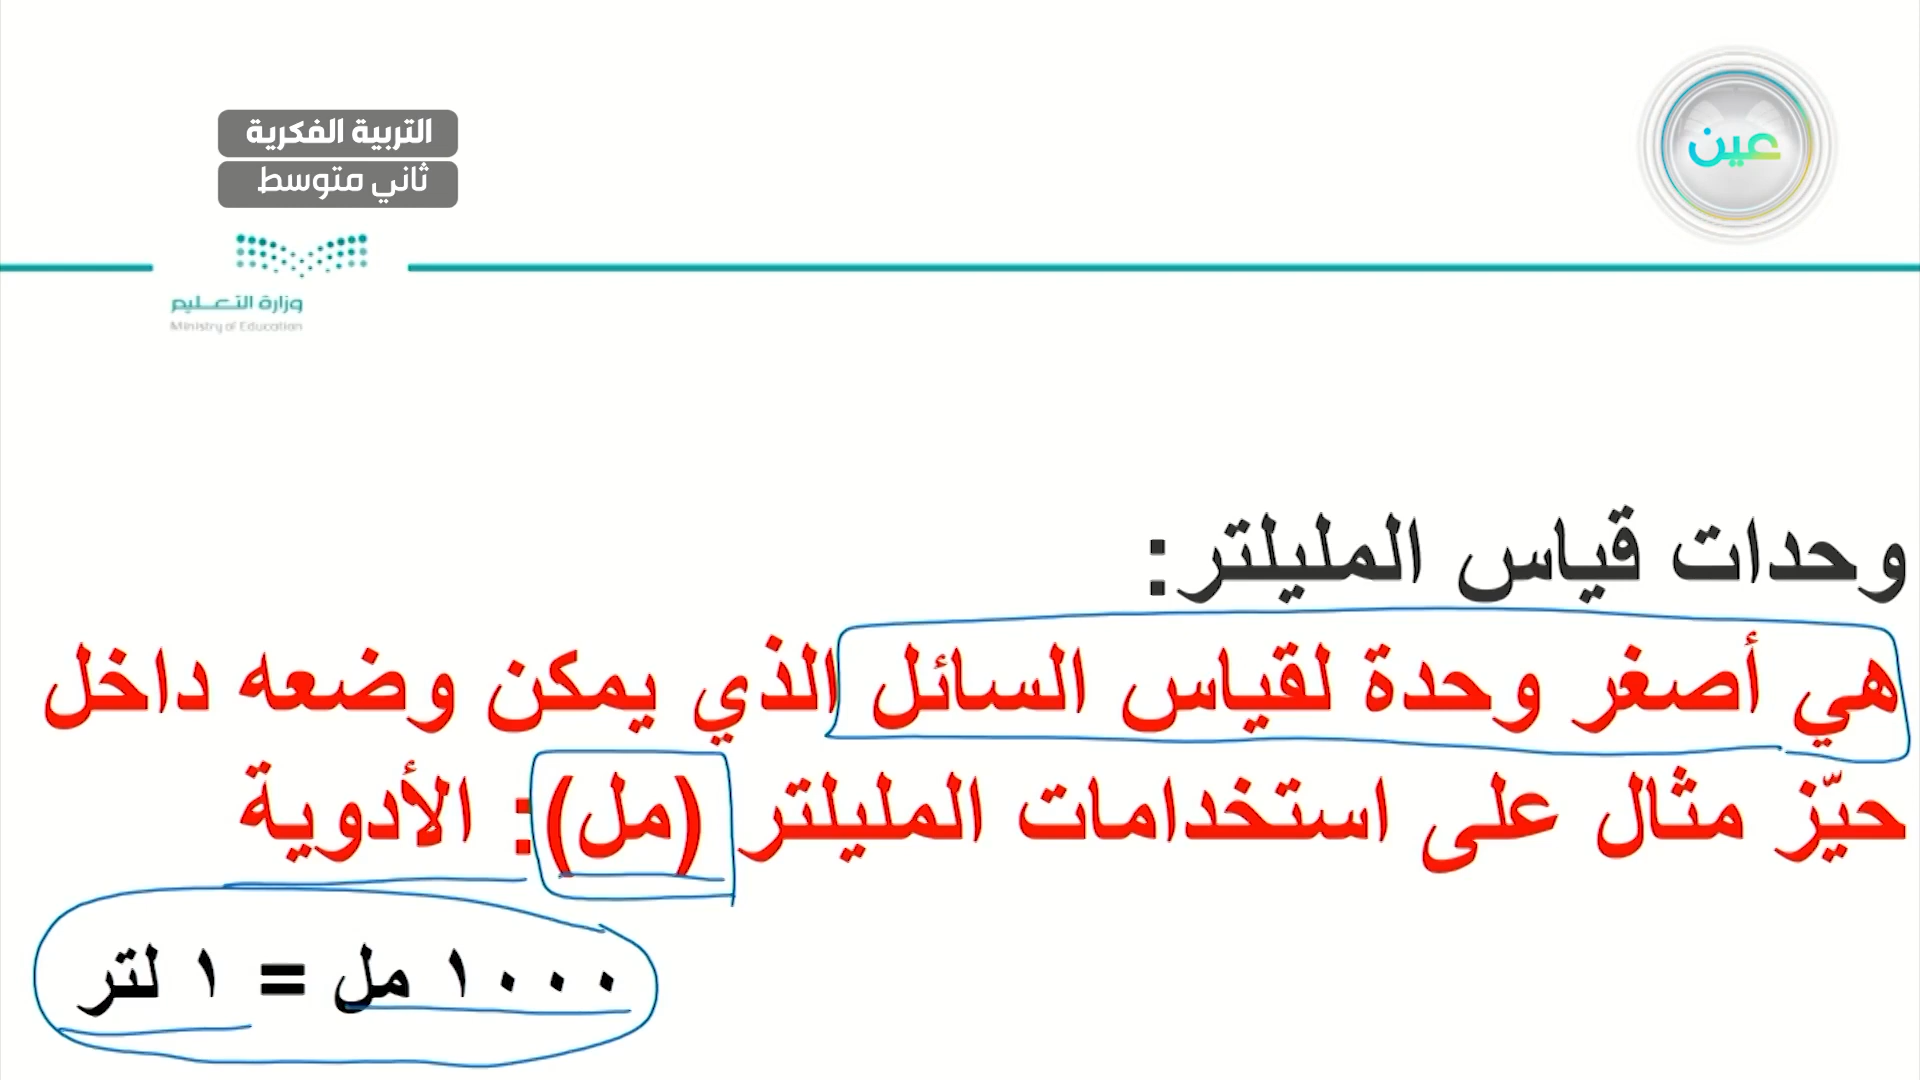 عين
التربية الفكرية
ثاني متوسط
وزارة التعليم
Ministry of Education
وحدات قياس المليلتر:
هي أصغر وحدة لقياس السائل الذي يمكن وضعه داخل
حيّز مثال على استخدامات المليلتر (مل): الأدوية
١٠٠٠ مل = ١ لتر